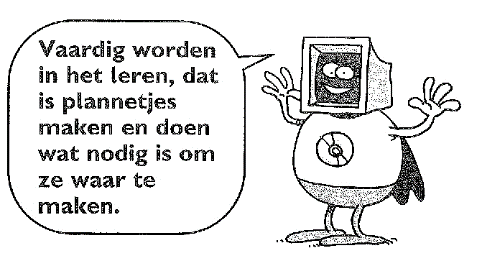 Vaardig worden
in het leren, dat
is plannetjes
maken en doen
wat nodig is om
ze waar te
maken.